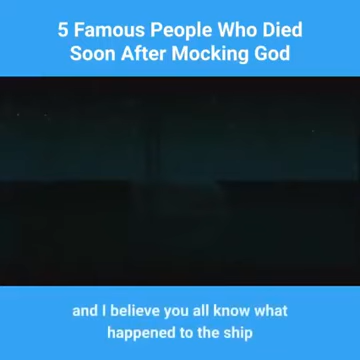 5 Famous People Who Died
Soon After Mocking God
and I believe you all know what
happened to the ship